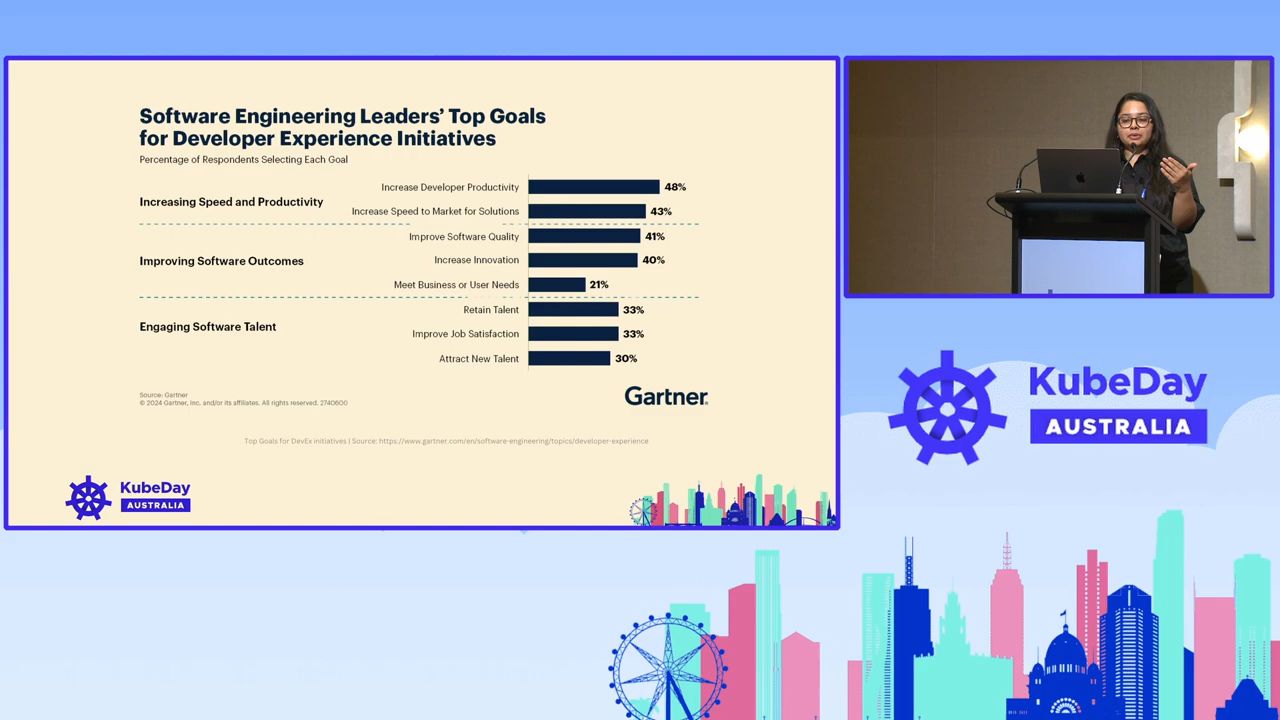 Software Engineering Leaders' Top Goals
for Developer Experience Initiatives
Percentage of Respondents Selecting Each Goal
Increasing Speed and Productivity
Increase Developer Productivity 48%
Increase Speed to Market for Solutions 43%
Improving Software Outcomes
Improve Software Quality 41%
Increase Innovation 40%
Meet Business or User Needs 21%
Engaging Software Talent
Retain Talent 33%
Improve Job Satisfaction 33%
Attract New Talent 30%
Source: Gartner
© 2024 Gartner, Inc. and/or its affiliates. All rights reserved. 2740600
Gartner®
Top Goals for DevEx initiatives | Source: https://www.gartner.com/en/software-engineering/topics/developer-experience
KubeDay
AUSTRALIA
KubeDay
AUSTRALIA